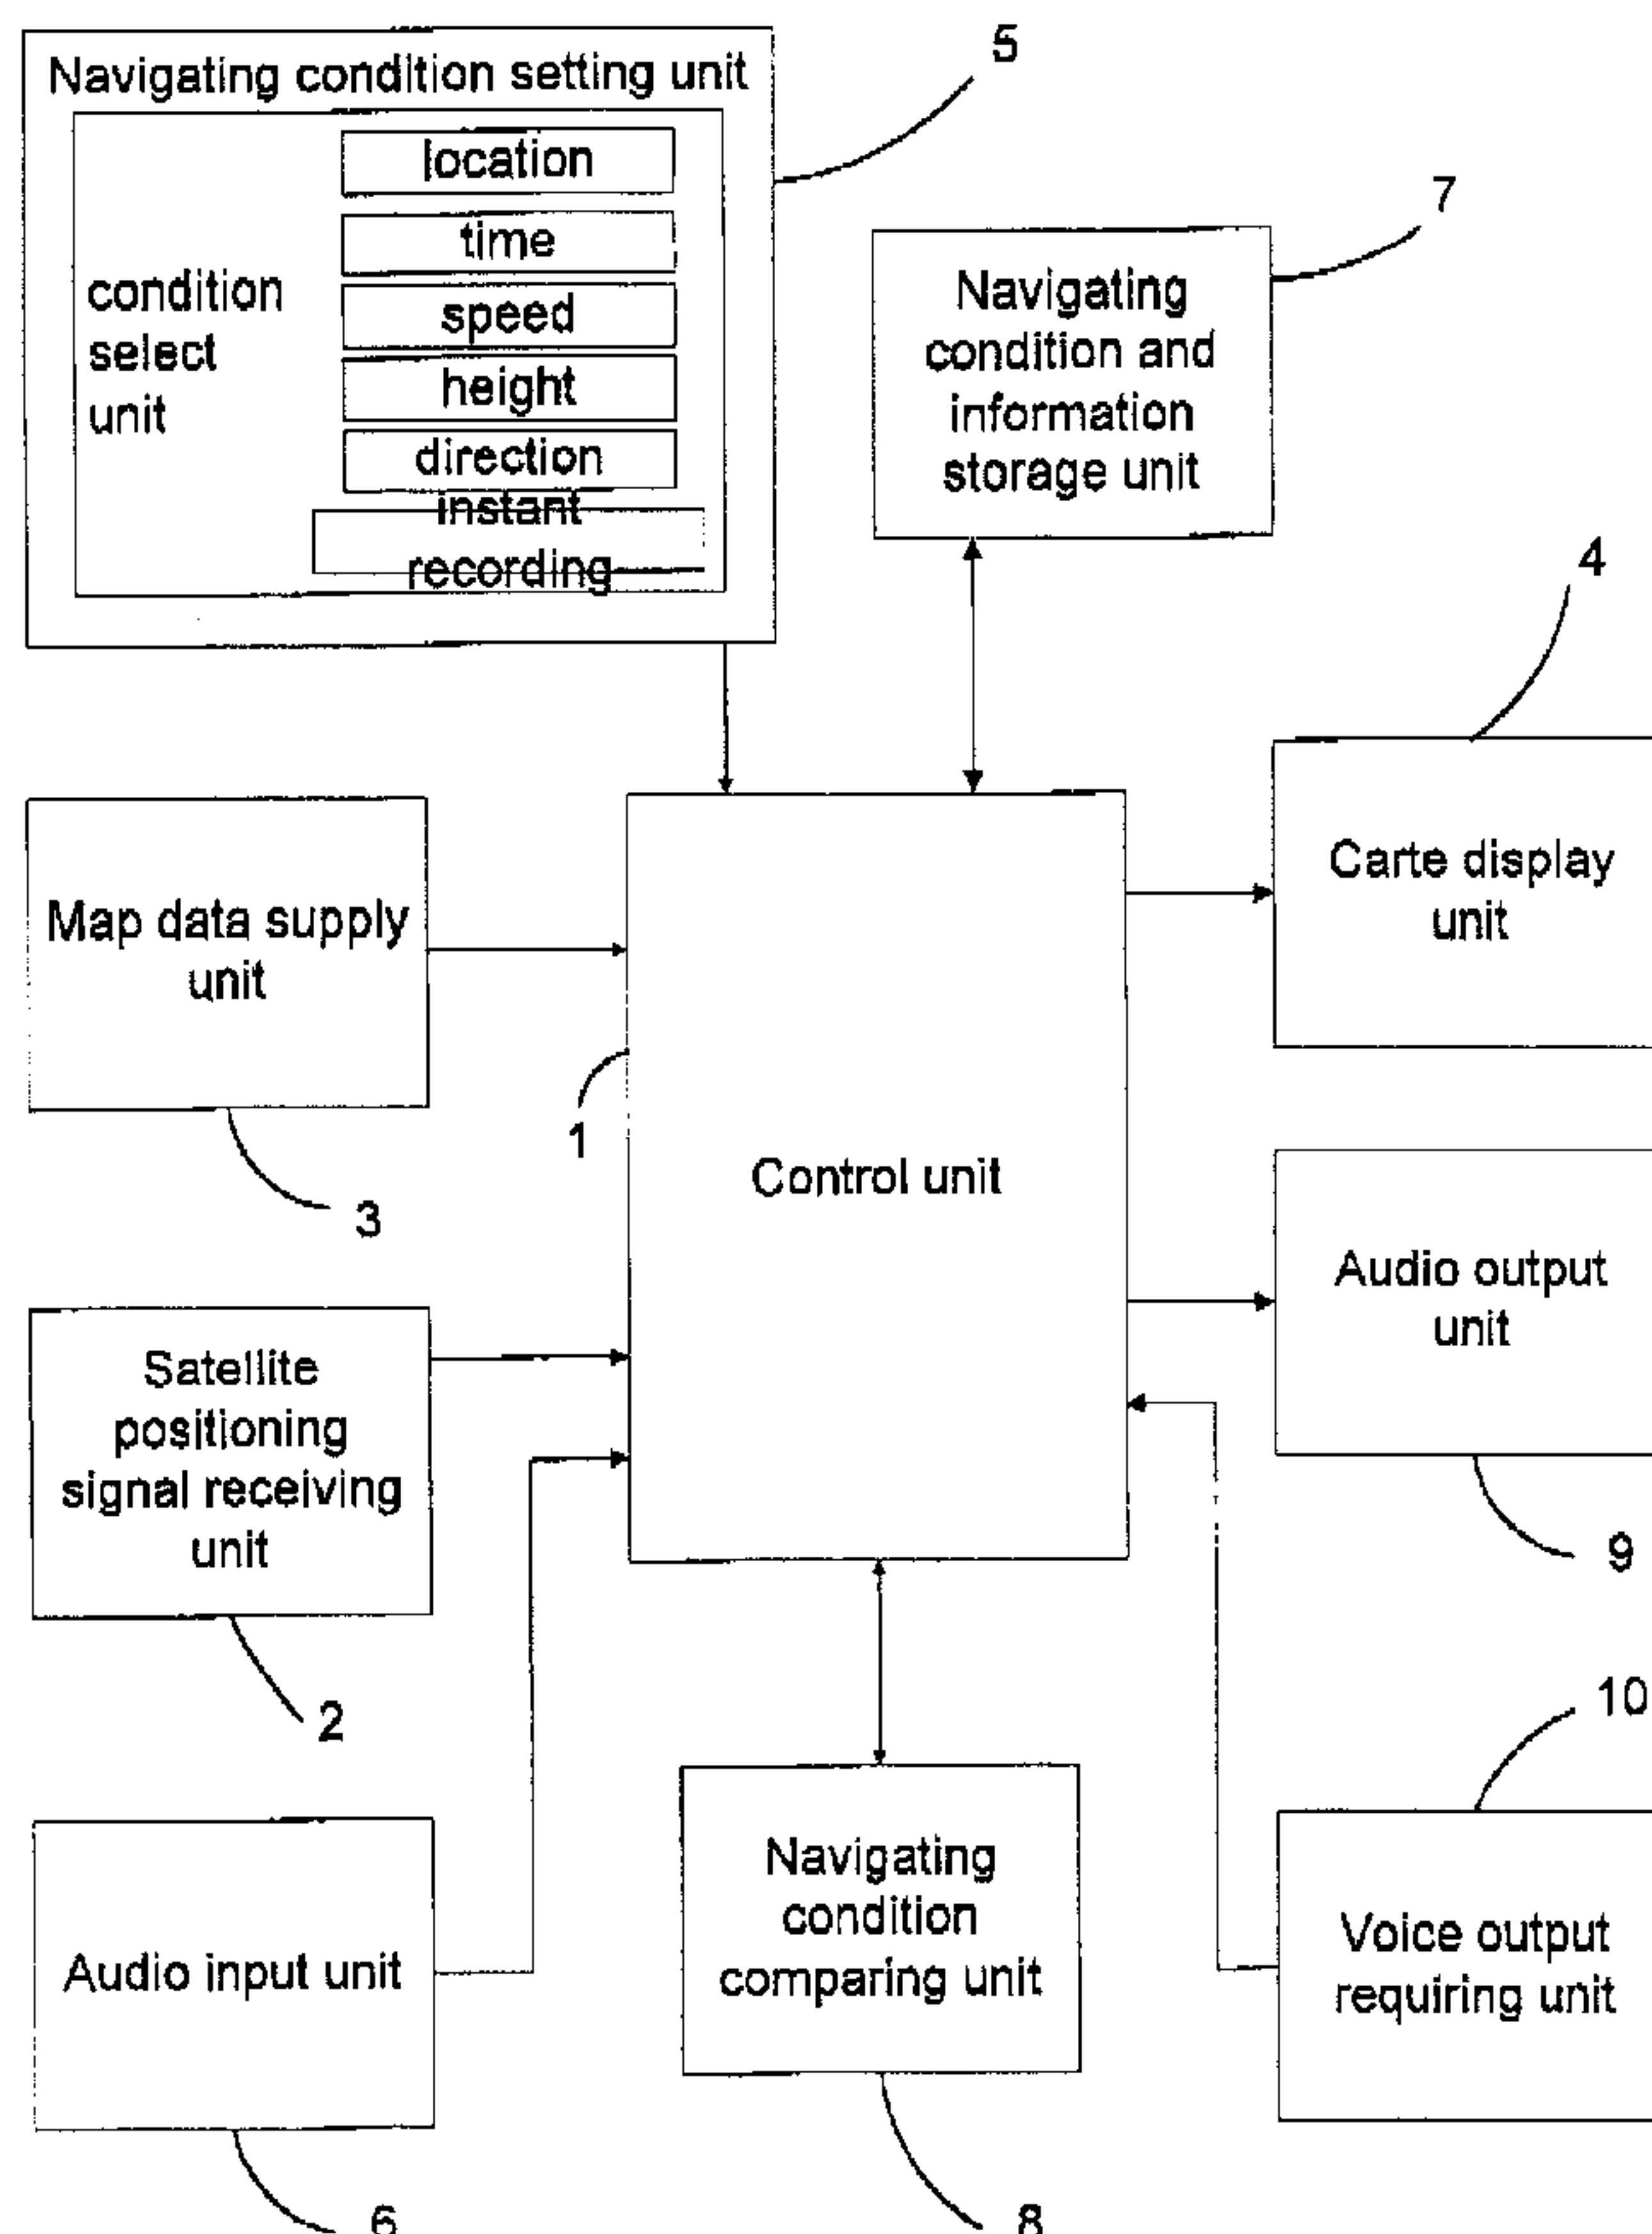 5
Navigating condition setting unit
location
time
speed
height
direction
instant
recording
condition
select
unit
7
Navigating
condition and
information
storage unit
4
Carte display
unit
Map data supply
unit
3
1
Control unit
Audio output
unit
9
Satellite
positioning
signal receiving
unit
2
10
Navigating
condition
comparing unit
8
Voice output
requiring unit
Audio input unit
6